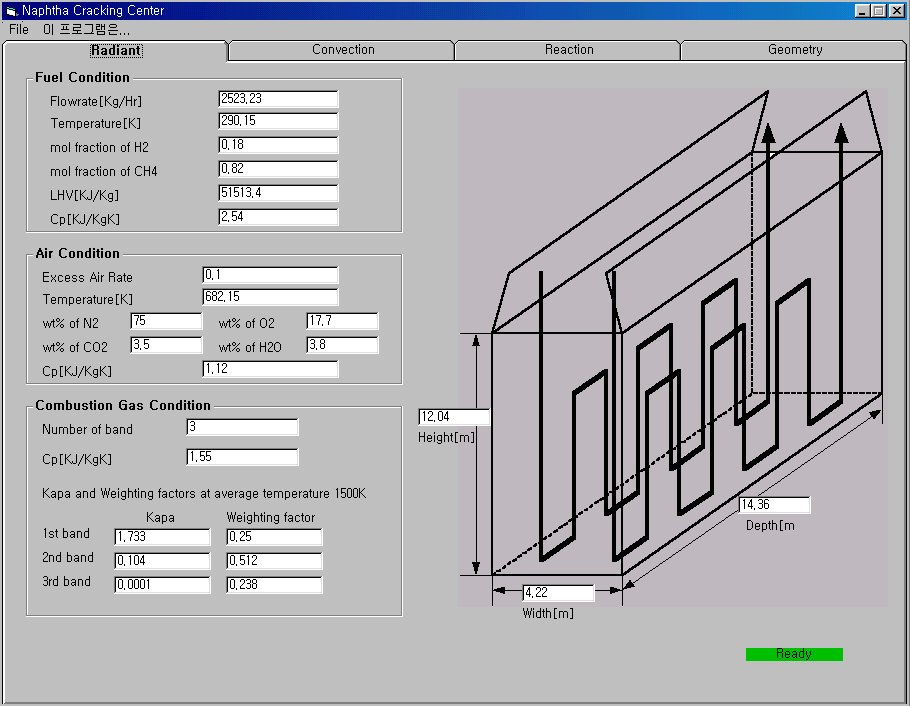 Naphtha Cracking Center
File 이 프로그램은...
Radiant Convection Reaction Geometry
Fuel Condition
Flowrate[Kg/Hr] 2523,23
Temperature[K] 290,15
mol fraction of H2 0,18
mol fraction of CH4 0,82
LHV[KJ/Kg] 51513,4
Cp[KJ/KgK] 2,54
Air Condition
Excess Air Rate 0,1
Temperature[K] 682,15
wt% of N2 75 wt% of O2 17,7
wt% of CO2 3,5 wt% of H2O 3,8
Cp[KJ/KgK] 1,12
Combustion Gas Condition
Number of band 3
Cp[KJ/KgK] 1,55
Kapa and Weighting factors at average temperature 1500K
Kapa Weighting factor
1st band 1,733 0,25
2nd band 0,104 0,512
3rd band 0,0001 0,238
12,04
Height[m]
14,36
Depth[m
4,22
Width[m]
Ready